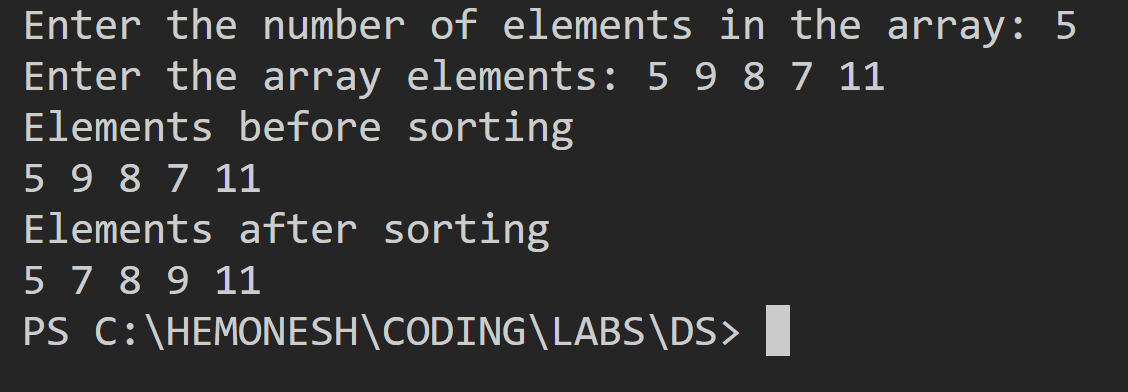 Enter the number of elements in the array: 5
Enter the array elements: 5 9 8 7 11
Elements before sorting
5 9 8 7 11
Elements after sorting
5 7 8 9 11
PS C:\HEMONESH\CODING\LABS\DS>